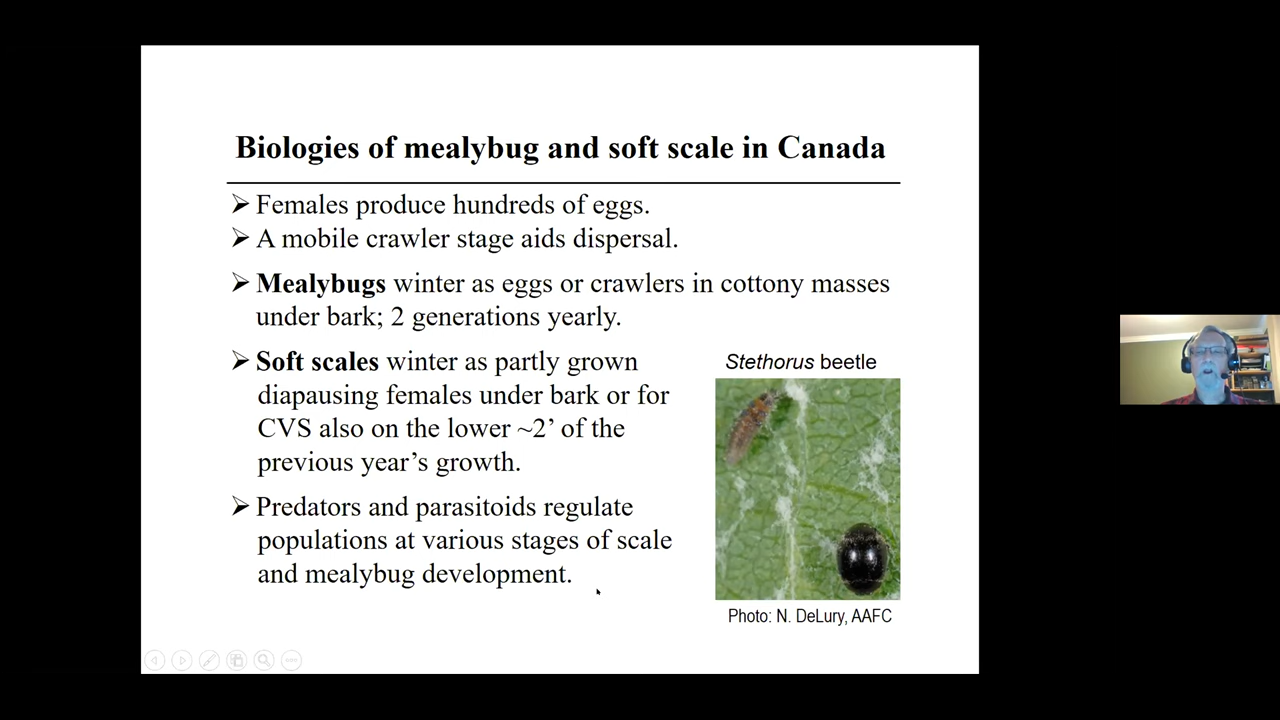 Biologies of mealybug and soft scale in Canada
➢ Females produce hundreds of eggs.
➢ A mobile crawler stage aids dispersal.
➢ Mealybugs winter as eggs or crawlers in cottony masses
under bark; 2 generations yearly.
➢ Soft scales winter as partly grown
diapausing females under bark or for
CVS also on the lower ~2’ of the
previous year’s growth.
➢ Predators and parasitoids regulate
populations at various stages of scale
and mealybug development.
Stethorus beetle
Photo: N. DeLury, AAFC